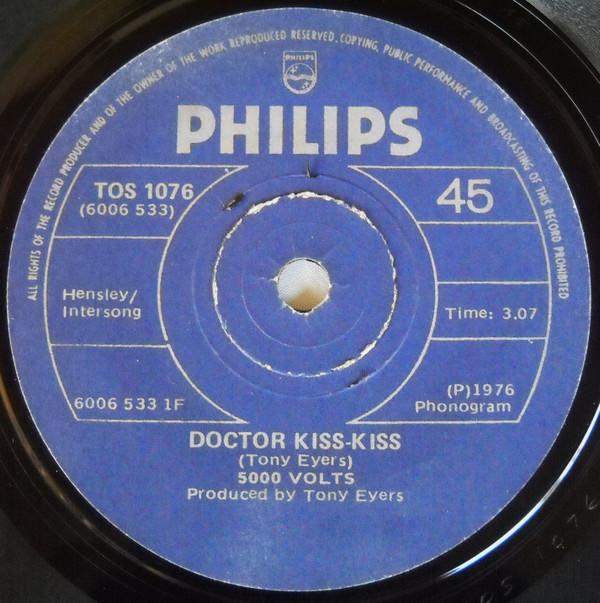 ALL RIGHTS OF THE RECORD PRODUCER AND OF THE OWNER OF THE WORK REPRODUCED RESERVED. COPYING, PUBLIC PERFORMANCE AND BROADCASTING OF THIS RECORD PROHIBITED
PHILIPS
PHILIPS
TOS 1076
(6006 533)
45
Hensley/
Intersong
Time: 3.07
6006 533 1F
(P)1976
Phonogram
DOCTOR KISS-KISS
(Tony Eyers)
5000 VOLTS
Produced by Tony Eyers